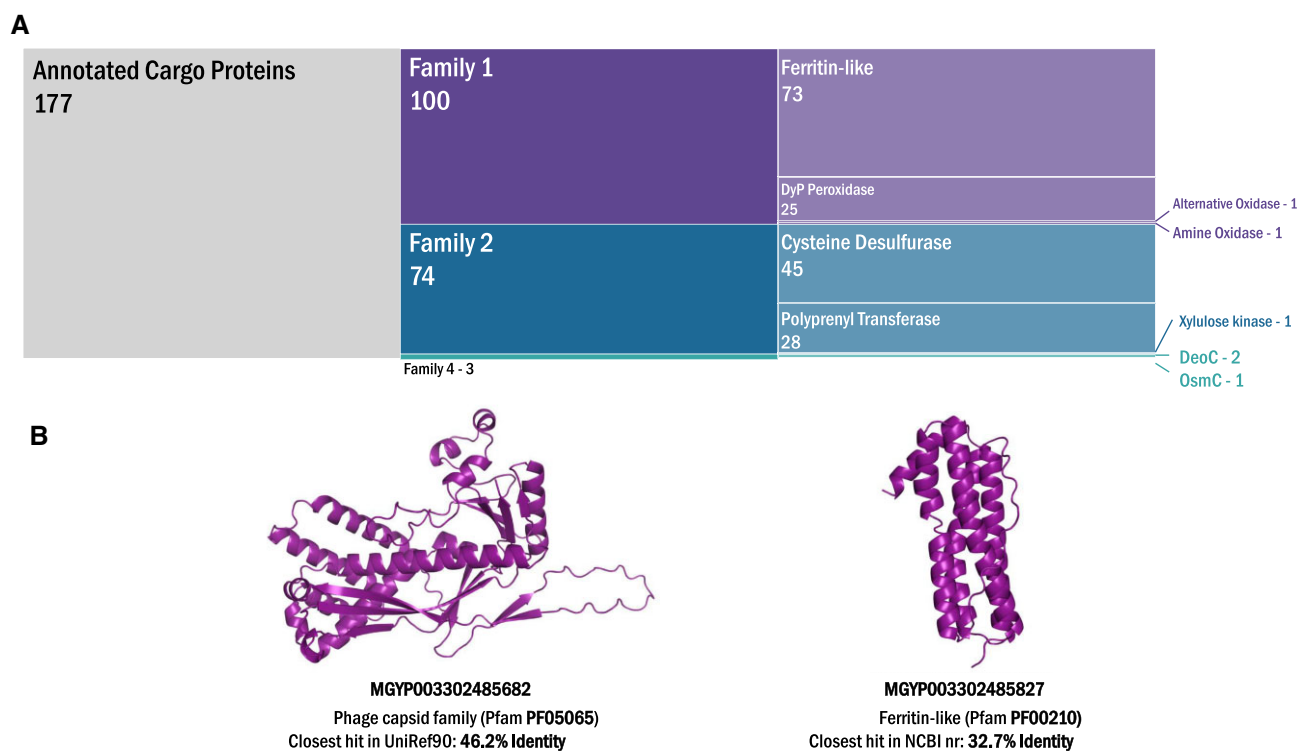 A
Annotated Cargo Proteins
177
Family 1
100
Ferritin-like
73
DyP Peroxidase
25
Alternative Oxidase - 1
Amine Oxidase - 1
Family 2
74
Cysteine Desulfurase
45
Polyprenyl Transferase
28
Xylulose kinase - 1
DeoC - 2
OsmC - 1
Family 4 - 3
B
MGYP003302485682
Phage capsid family (Pfam PF05065)
Closest hit in UniRef90: 46.2% Identity
MGYP003302485827
Ferritin-like (Pfam PF00210)
Closest hit in NCBI nr: 32.7% Identity